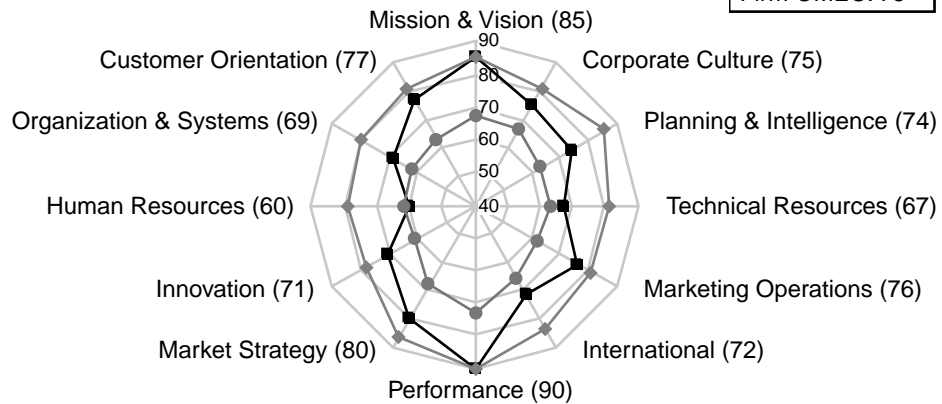 Mission & Vision (85)
Customer Orientation (77)
Corporate Culture (75)
Organization & Systems (69)
Planning & Intelligence (74)
Human Resources (60)
Technical Resources (67)
Innovation (71)
Marketing Operations (76)
Market Strategy (80)
International (72)
Performance (90)
90
80
70
60
50
40